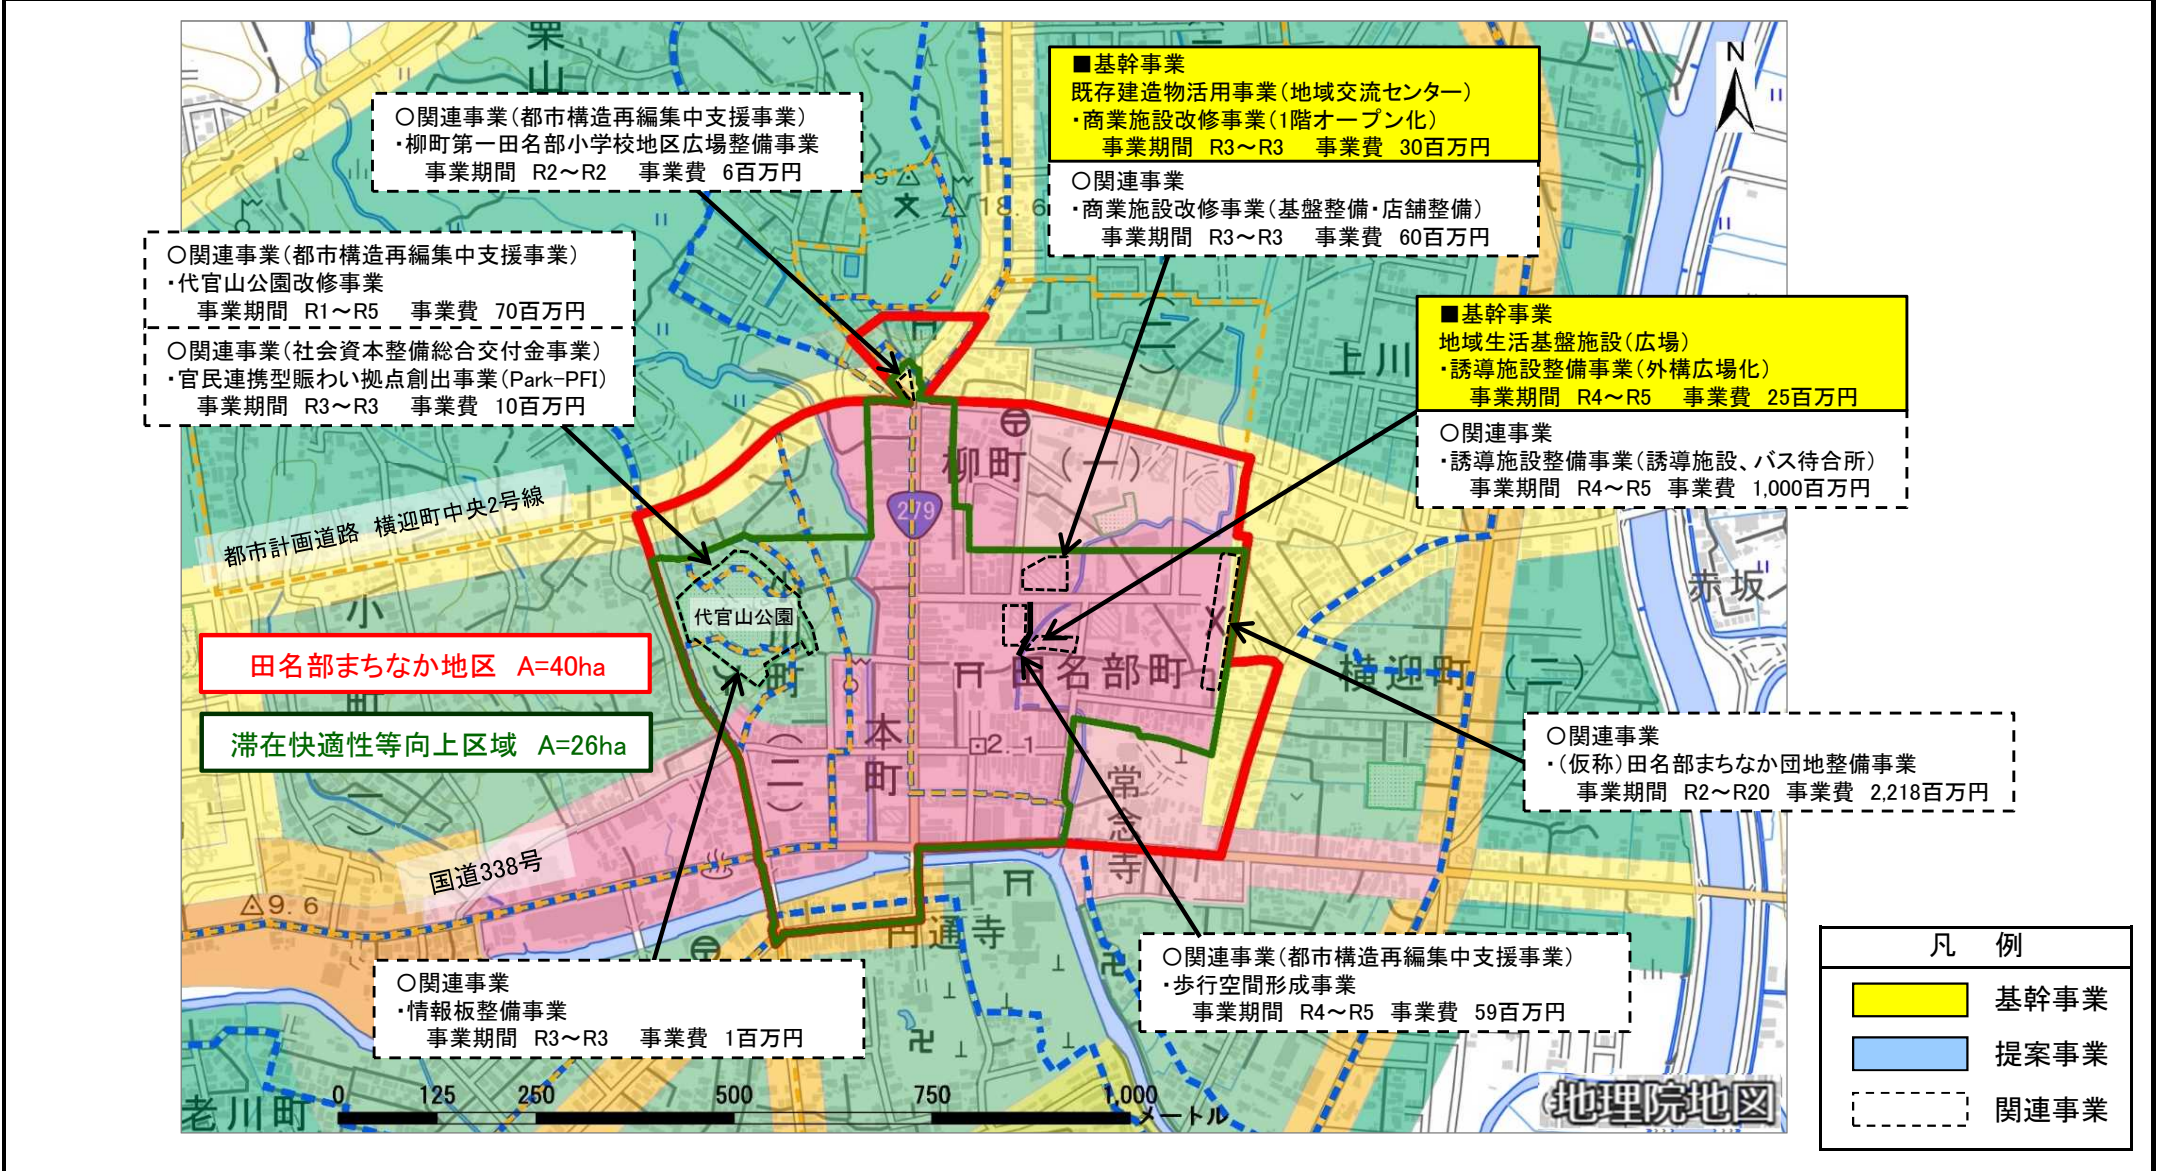 ○関連事業(都市構造再編集中支援事業)
・柳町第一田名部小学校地区広場整備事業
事業期間 R2～R2 事業費 6百万円
■基幹事業
既存建造物活用事業(地域交流センター)
・商業施設改修事業(1階オープン化)
事業期間 R3～R3 事業費 30百万円
○関連事業
・商業施設改修事業(基盤整備・店舗整備)
事業期間 R3～R3 事業費 60百万円
N
○関連事業(都市構造再編集中支援事業)
・代官山公園改修事業
事業期間 R1～R5 事業費 70百万円
○関連事業(社会資本整備総合交付金事業)
・官民連携型賑わい拠点創出事業(Park-PFI)
事業期間 R3～R3 事業費 10百万円
■基幹事業
地域生活基盤施設(広場)
・誘導施設整備事業(外構広場化)
事業期間 R4～R5 事業費 25百万円
○関連事業
・誘導施設整備事業(誘導施設、バス待合所)
事業期間 R4～R5 事業費 1,000百万円
栗山
18.6
上川
柳町(一)
279
都市計画道路 横迎町中央2号線
赤坂
代官山公園
田名部まちなか地区 A=40ha
滞在快適性等向上区域 A=26ha
小
町
(二)
田名部町
横迎町(二)
本町
2.1
常念寺
国道338号
9.6
円通寺
○関連事業
・(仮称)田名部まちなか団地整備事業
事業期間 R2～R20 事業費 2,218百万円
○関連事業
・情報板整備事業
事業期間 R3～R3 事業費 1百万円
○関連事業(都市構造再編集中支援事業)
・歩行空間形成事業
事業期間 R4～R5 事業費 59百万円
凡 例
基幹事業
提案事業
関連事業
老川町
0 125 250 500 750 1,000
メートル
地理院地図